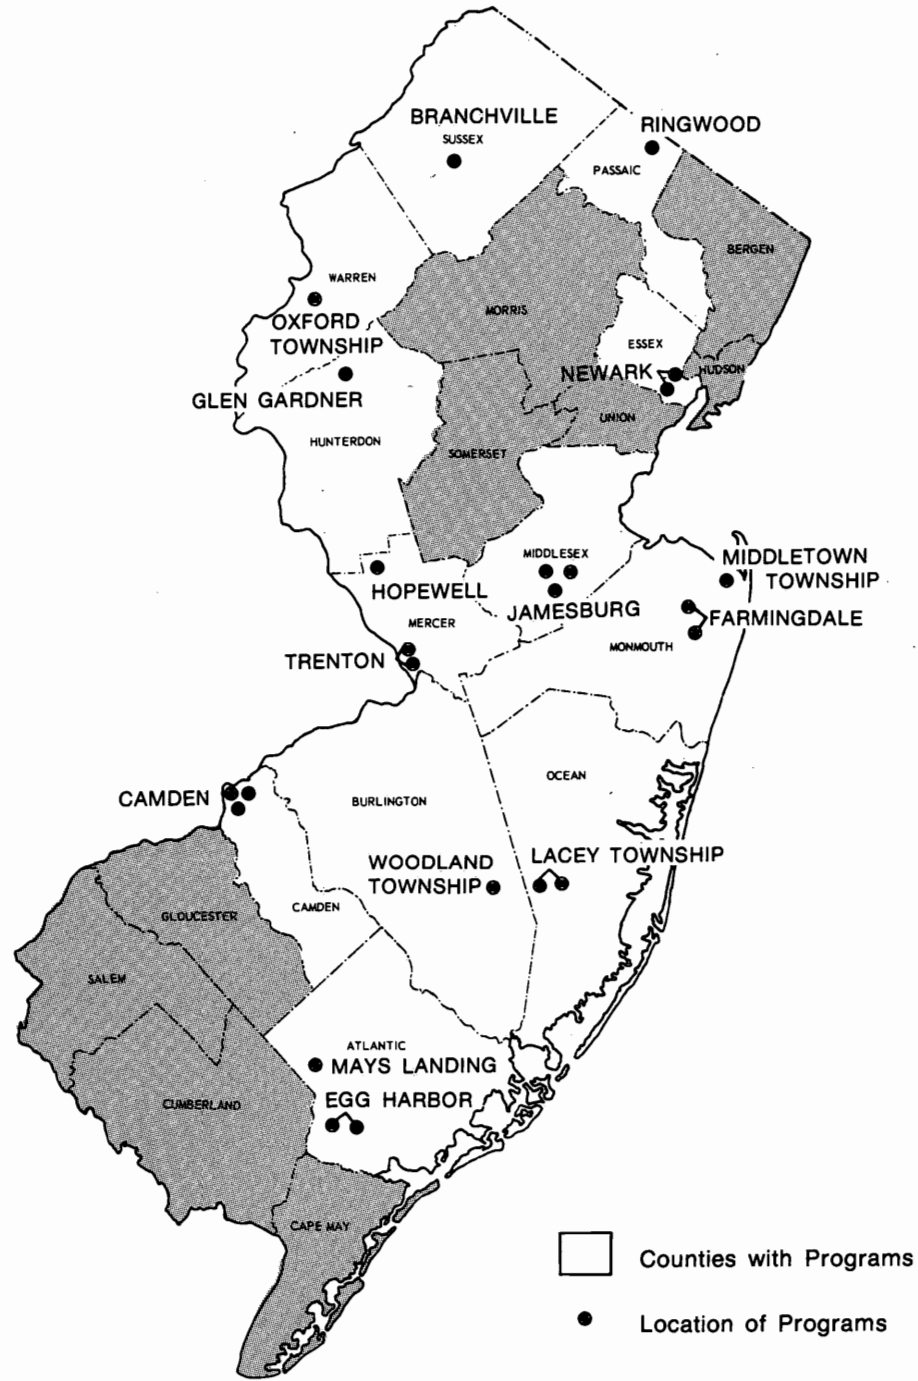 BRANCHVILLE
SUSSEX
RINGWOOD
PASSAIC
BERGEN
WARREN
OXFORD
TOWNSHIP
MORRIS
ESSEX
NEWARK
HUDSON
GLEN GARDNER
UNION
HUNTERDON
SOMERSET
MIDDLESEX
MIDDLETOWN
TOWNSHIP
HOPEWELL
JAMESBURG
FARMINGDALE
MERCER
MONMOUTH
TRENTON
OCEAN
CAMDEN
BURLINGTON
LACEY TOWNSHIP
WOODLAND
TOWNSHIP
CAMDEN
GLOUCESTER
SALEM
ATLANTIC
MAYS LANDING
EGG HARBOR
CUMBERLAND
CAPE MAY
Counties with Programs
Location of Programs